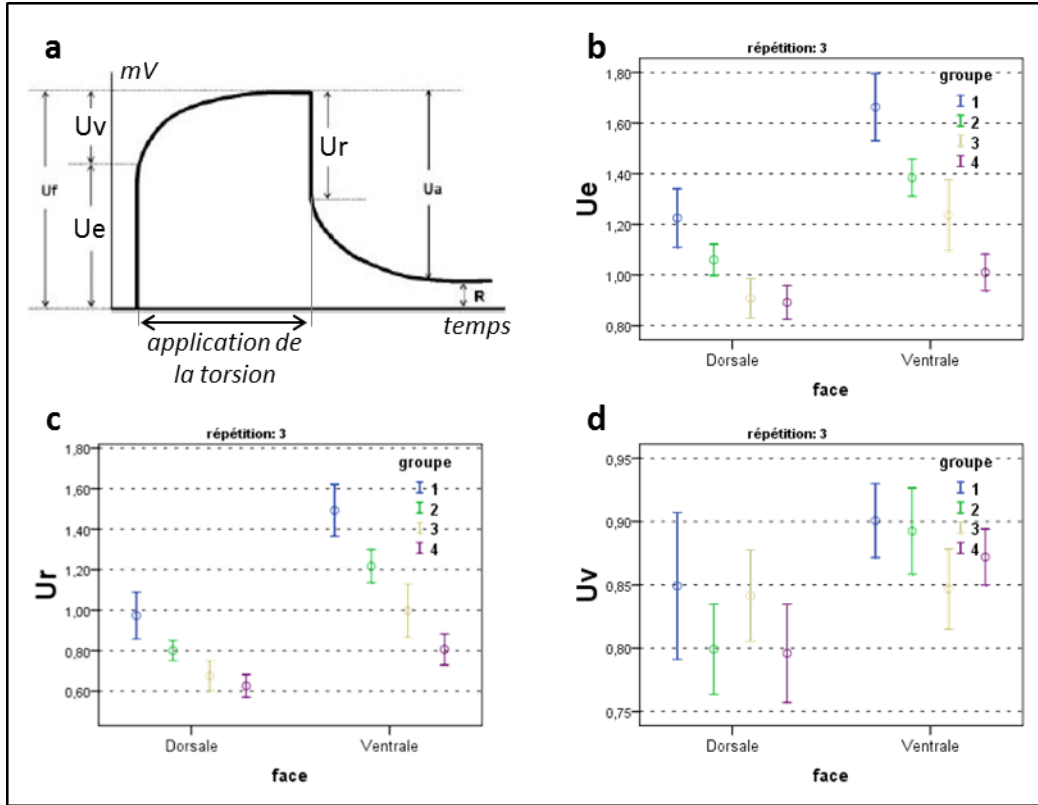 a
mV
Uv
Ur
Uf
Ua
Ue
R
temps
application de
la torsion
b
répétition: 3
1,80
1,60
1,40
1,20
1,00
0,80
Ue
groupe
1
2
3
4
Dorsale
Ventrale
face
c
répétition: 3
1,80
1,60
1,40
1,20
1,00
0,80
0,60
Ur
groupe
1
2
3
4
Dorsale
Ventrale
face
d
répétition: 3
0,95
0,90
0,85
0,80
0,75
Uv
groupe
1
2
3
4
Dorsale
Ventrale
face